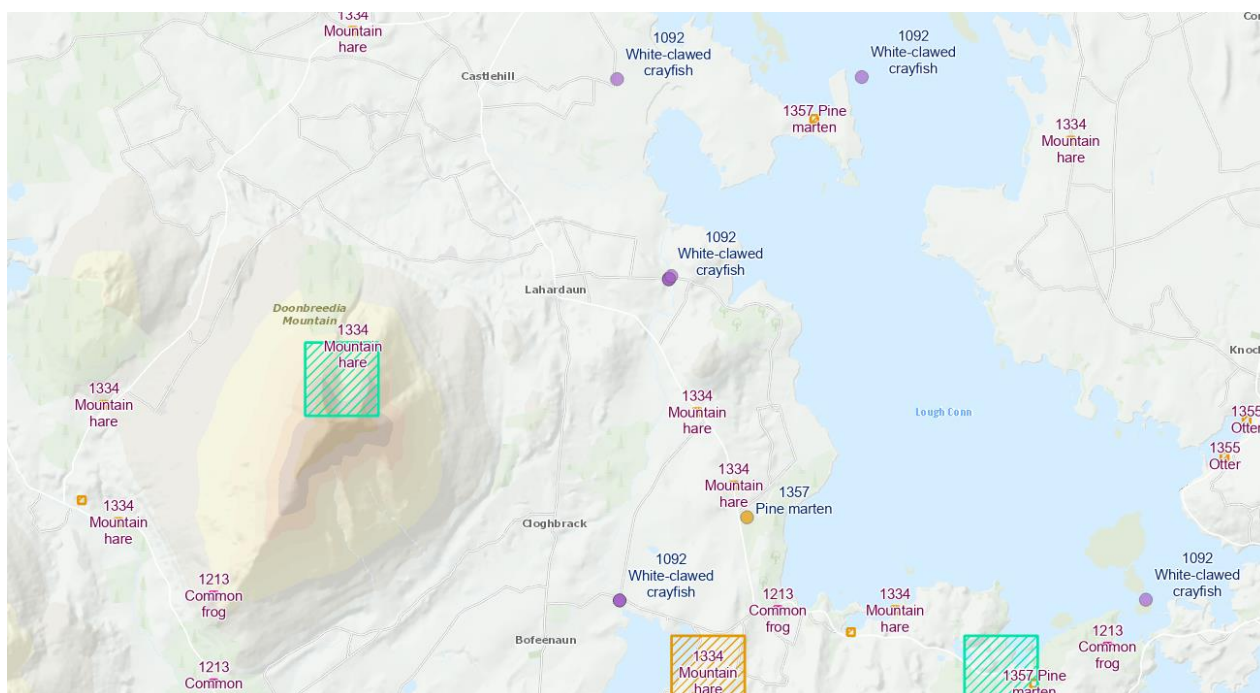 1334
Mountain
hare
1092
White-clawed
crayfish
1092
White-clawed
crayfish
Castlehill
1357 Pine
marten
1334
Mountain
hare
1092
White-clawed
crayfish
Lahardaun
Doonbreedia
Mountain
1334
Mountain
hare
Knoc
1334
Mountain
hare
1334
Mountain
hare
Lough Conn
1355
Otter
1355
Otter
1334
Mountain
hare
1357
Pine marten
1334
Mountain
hare
Cloghbrack
1092
White-clawed
crayfish
1092
White-clawed
crayfish
1213
Common
frog
1213
Common
frog
1334
Mountain
hare
1213
Common
frog
Bofeenaun
1334
Mountain
hare
1213
Common
1357 Pine
marten